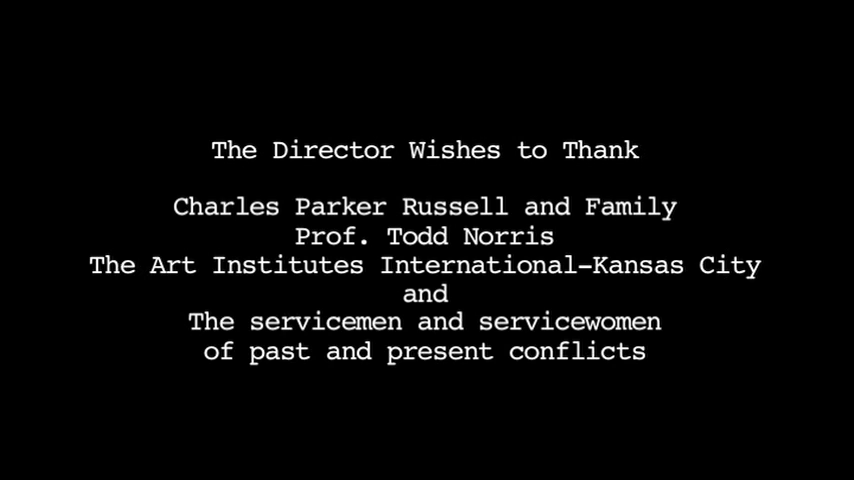 The Director Wishes to Thank
Charles Parker Russell and Family
Prof. Todd Norris
The Art Institutes International-Kansas City
and
The servicemen and servicewomen
of past and present conflicts